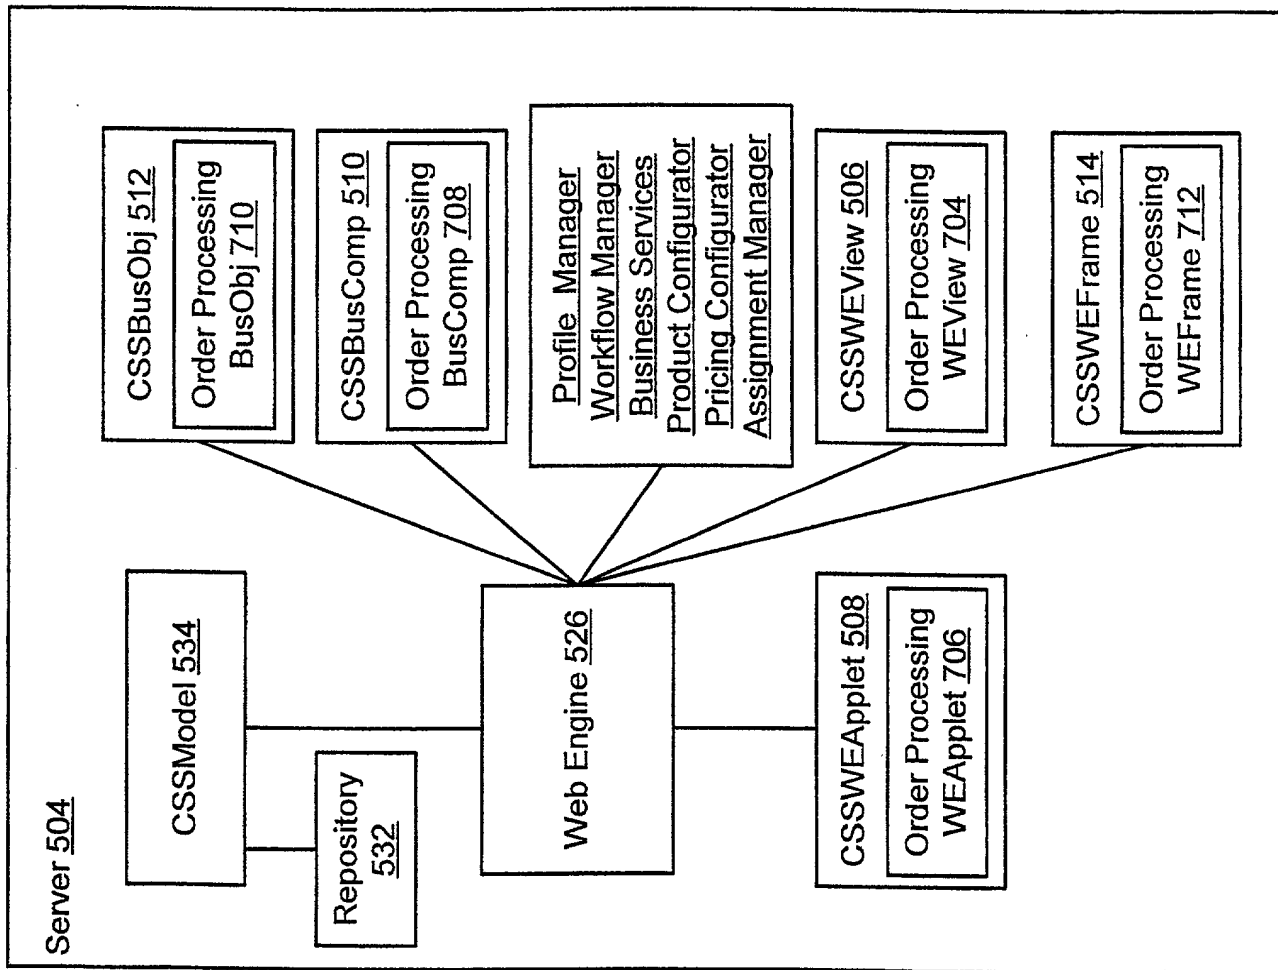 Server 504
CSSModel 534
Repository
532
Web Engine 526
CSSWEApplet 508
Order Processing
WEApplet 706
CSSBusObj 512
Order Processing
BusObj 710
CSSBusComp 510
Order Processing
BusComp 708
Profile Manager
Workflow Manager
Business Services
Product Configurator
Pricing Configurator
Assignment Manager
CSSWEView 506
Order Processing
WEView 704
CSSWEFrame 514
Order Processing
WEFrame 712